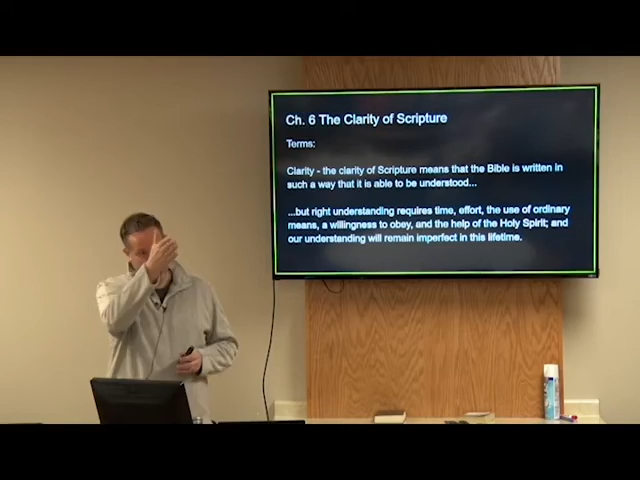 Ch. 6 The Clarity of Scripture
Terms:
Clarity - the clarity of Scripture means that the Bible is written in
such a way that it is able to be understood...
...but right understanding requires time, effort, the use of ordinary
means, a willingness to obey, and the help of the Holy Spirit; and
our understanding will remain imperfect in this lifetime.